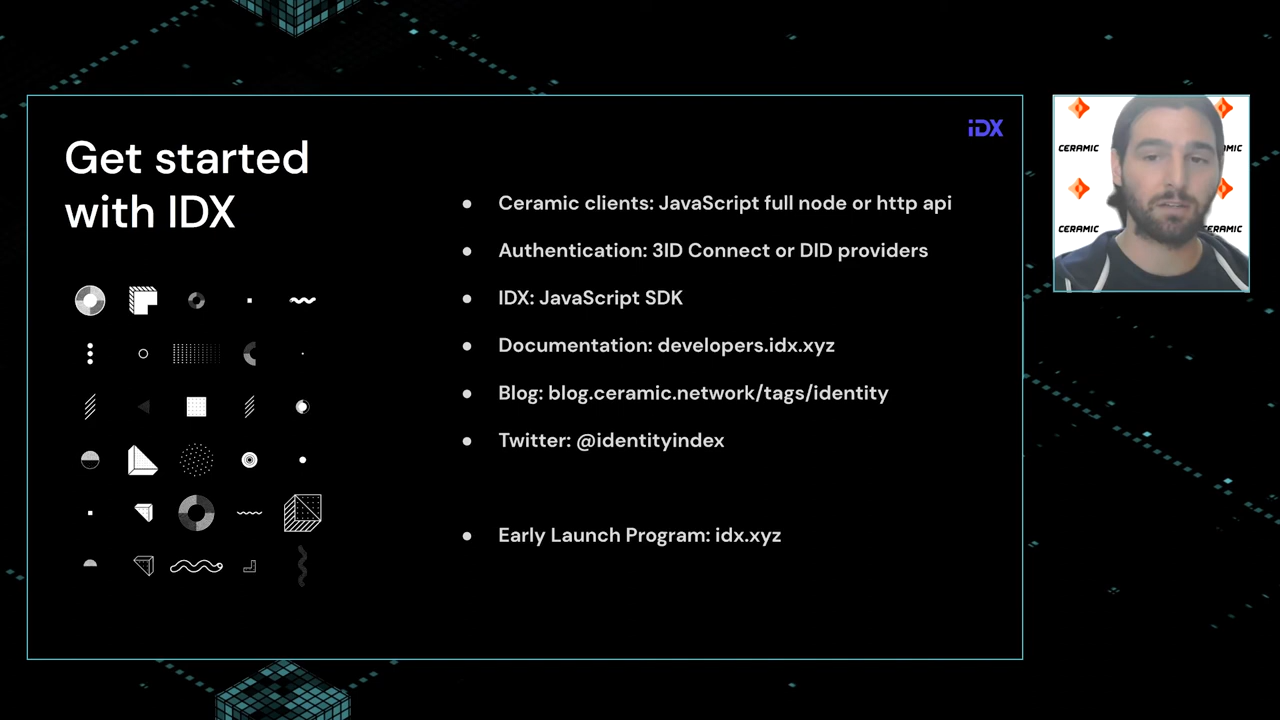 Get started
with IDX
iDX
Ceramic clients: JavaScript full node or http api
Authentication: 3ID Connect or DID providers
IDX: JavaScript SDK
Documentation: developers.idx.xyz
Blog: blog.ceramic.network/tags/identity
Twitter: @identityindex
Early Launch Program: idx.xyz
CERAMIC
AMIC
CERAMIC
CERAMIC